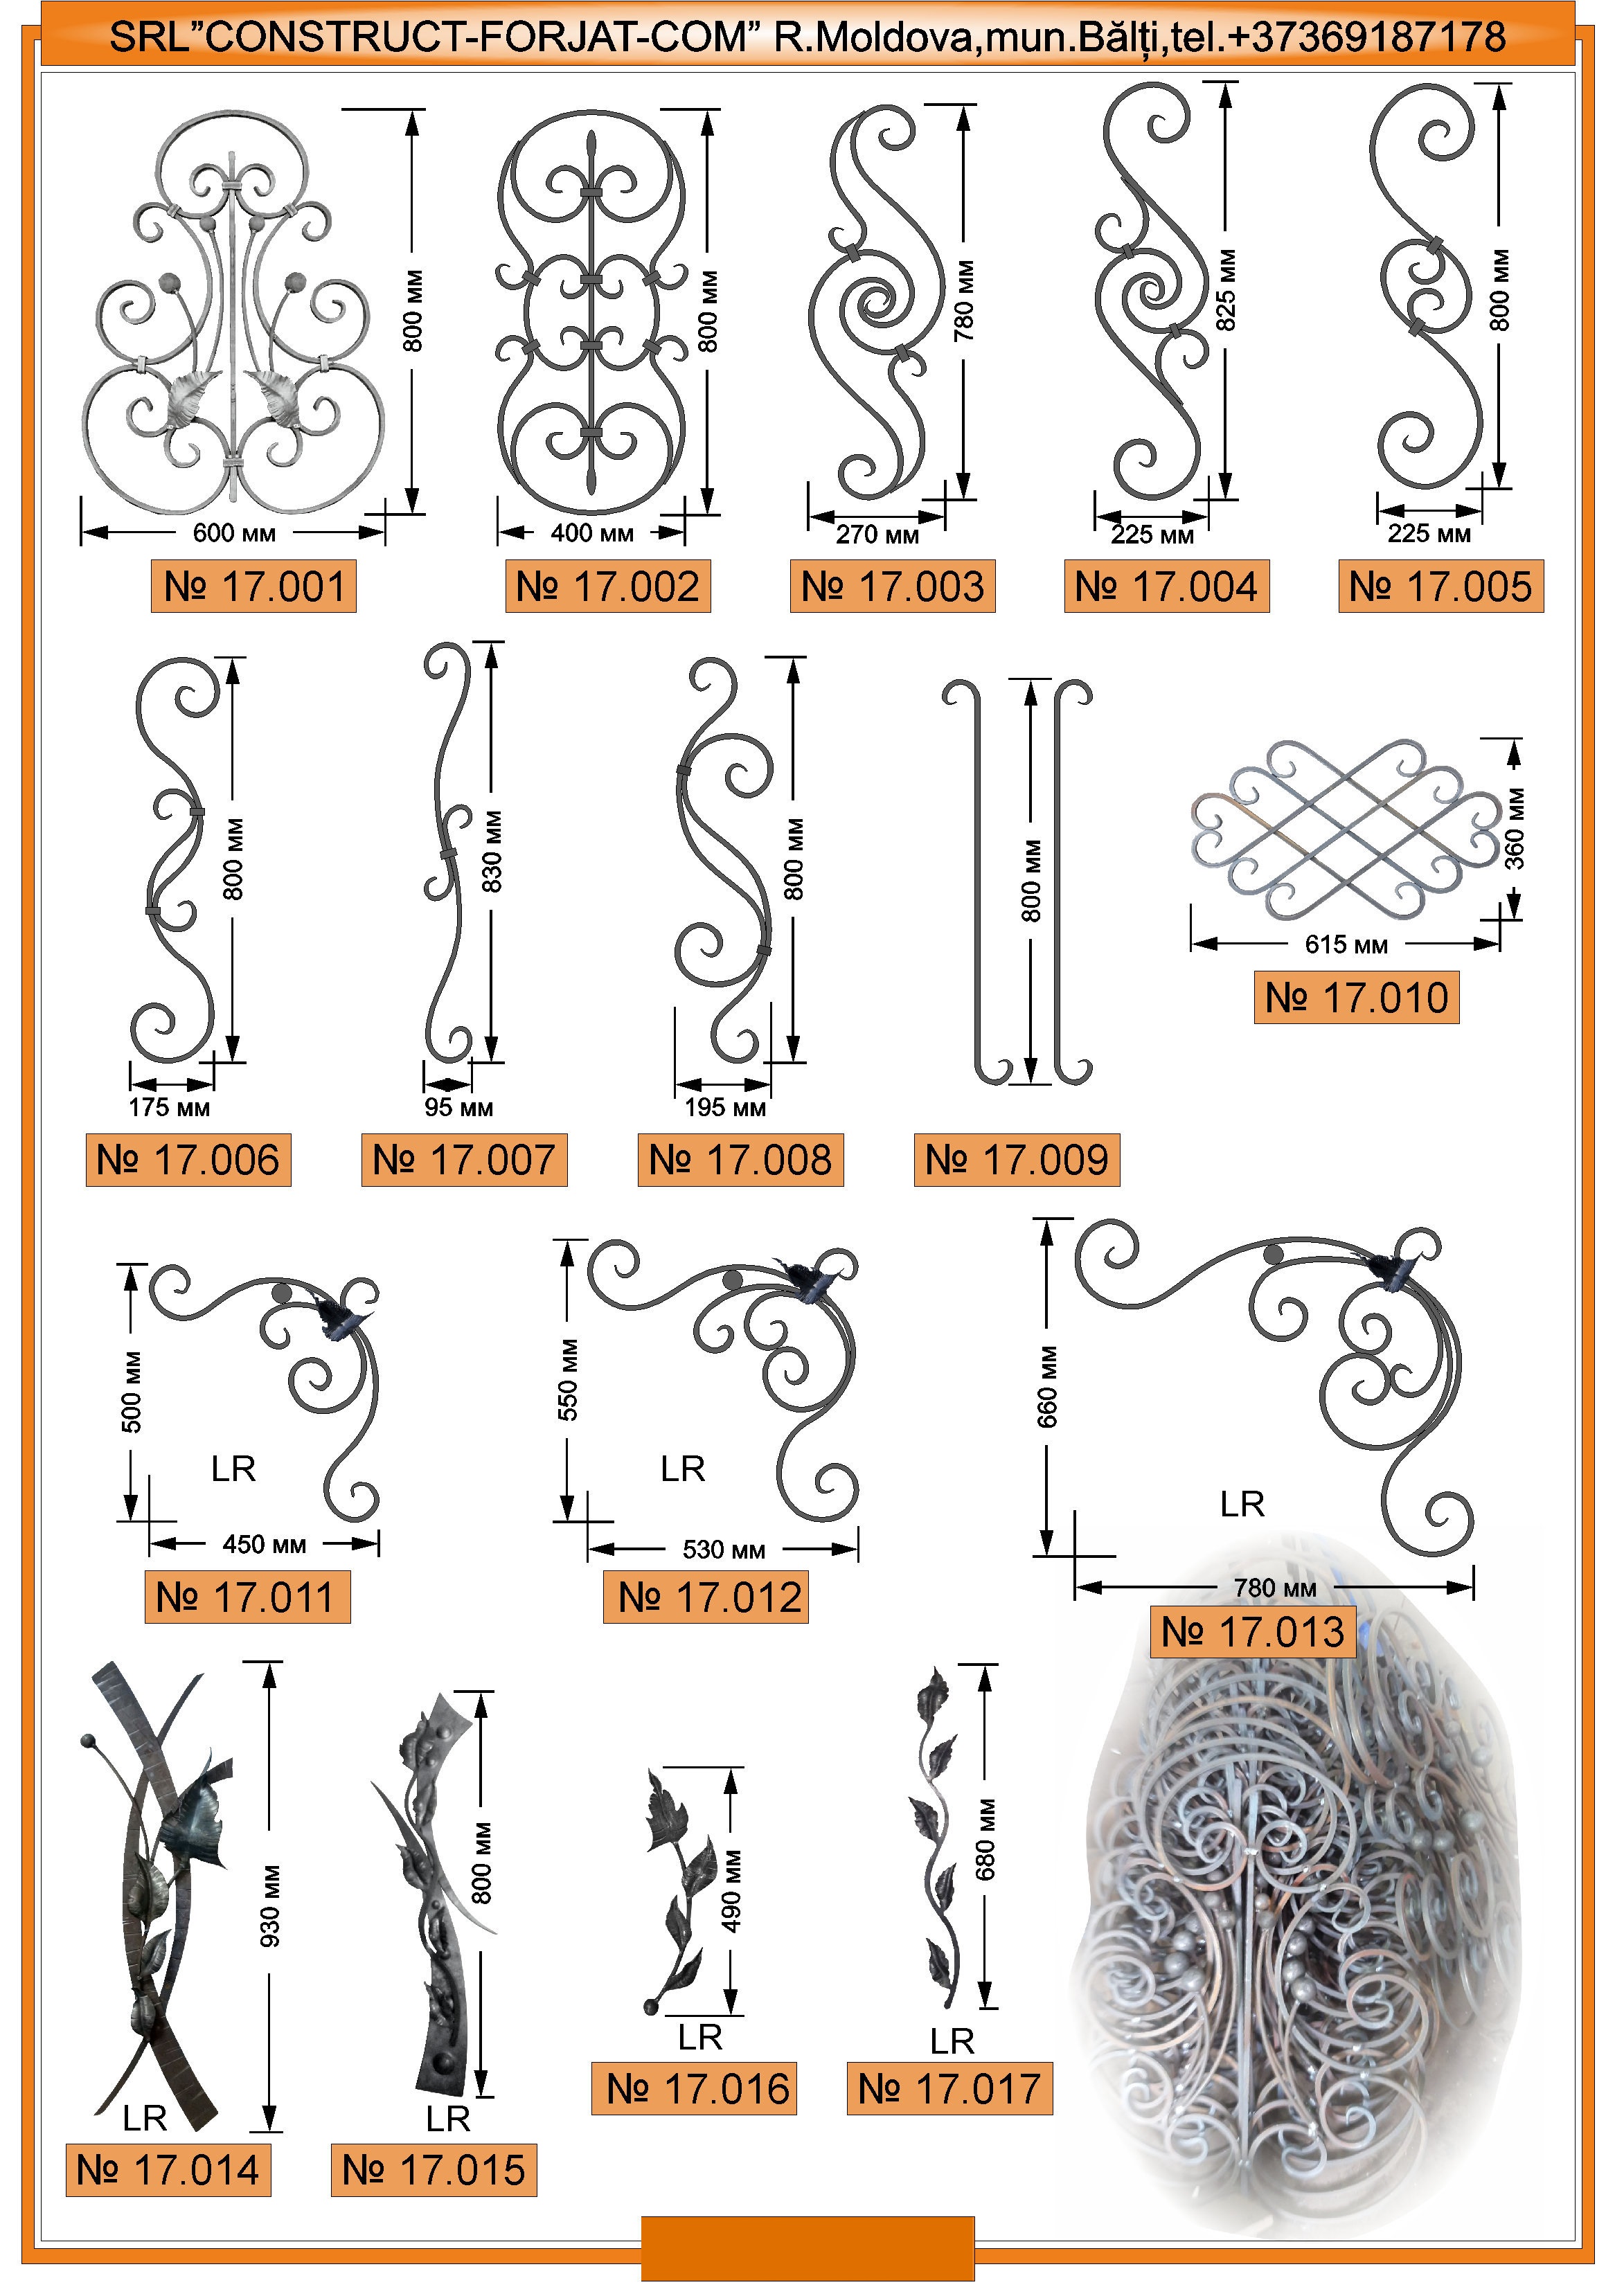 SRL”CONSTRUCT-FORJAT-COM” R.Moldova,mun.Bălți,tel.+37369187178
800 мм
600 мм
№ 17.001
800 мм
400 мм
№ 17.002
780 мм
270 мм
№ 17.003
825 мм
225 мм
№ 17.004
800 мм
225 мм
№ 17.005
800 мм
175 мм
№ 17.006
830 мм
95 мм
№ 17.007
800 мм
195 мм
№ 17.008
800 мм
№ 17.009
360 мм
615 мм
№ 17.010
500 мм
LR
450 мм
№ 17.011
550 мм
LR
530 мм
№ 17.012
660 мм
LR
780 мм
№ 17.013
930 мм
LR
№ 17.014
800 мм
LR
№ 17.015
490 мм
LR
№ 17.016
680 мм
LR
№ 17.017